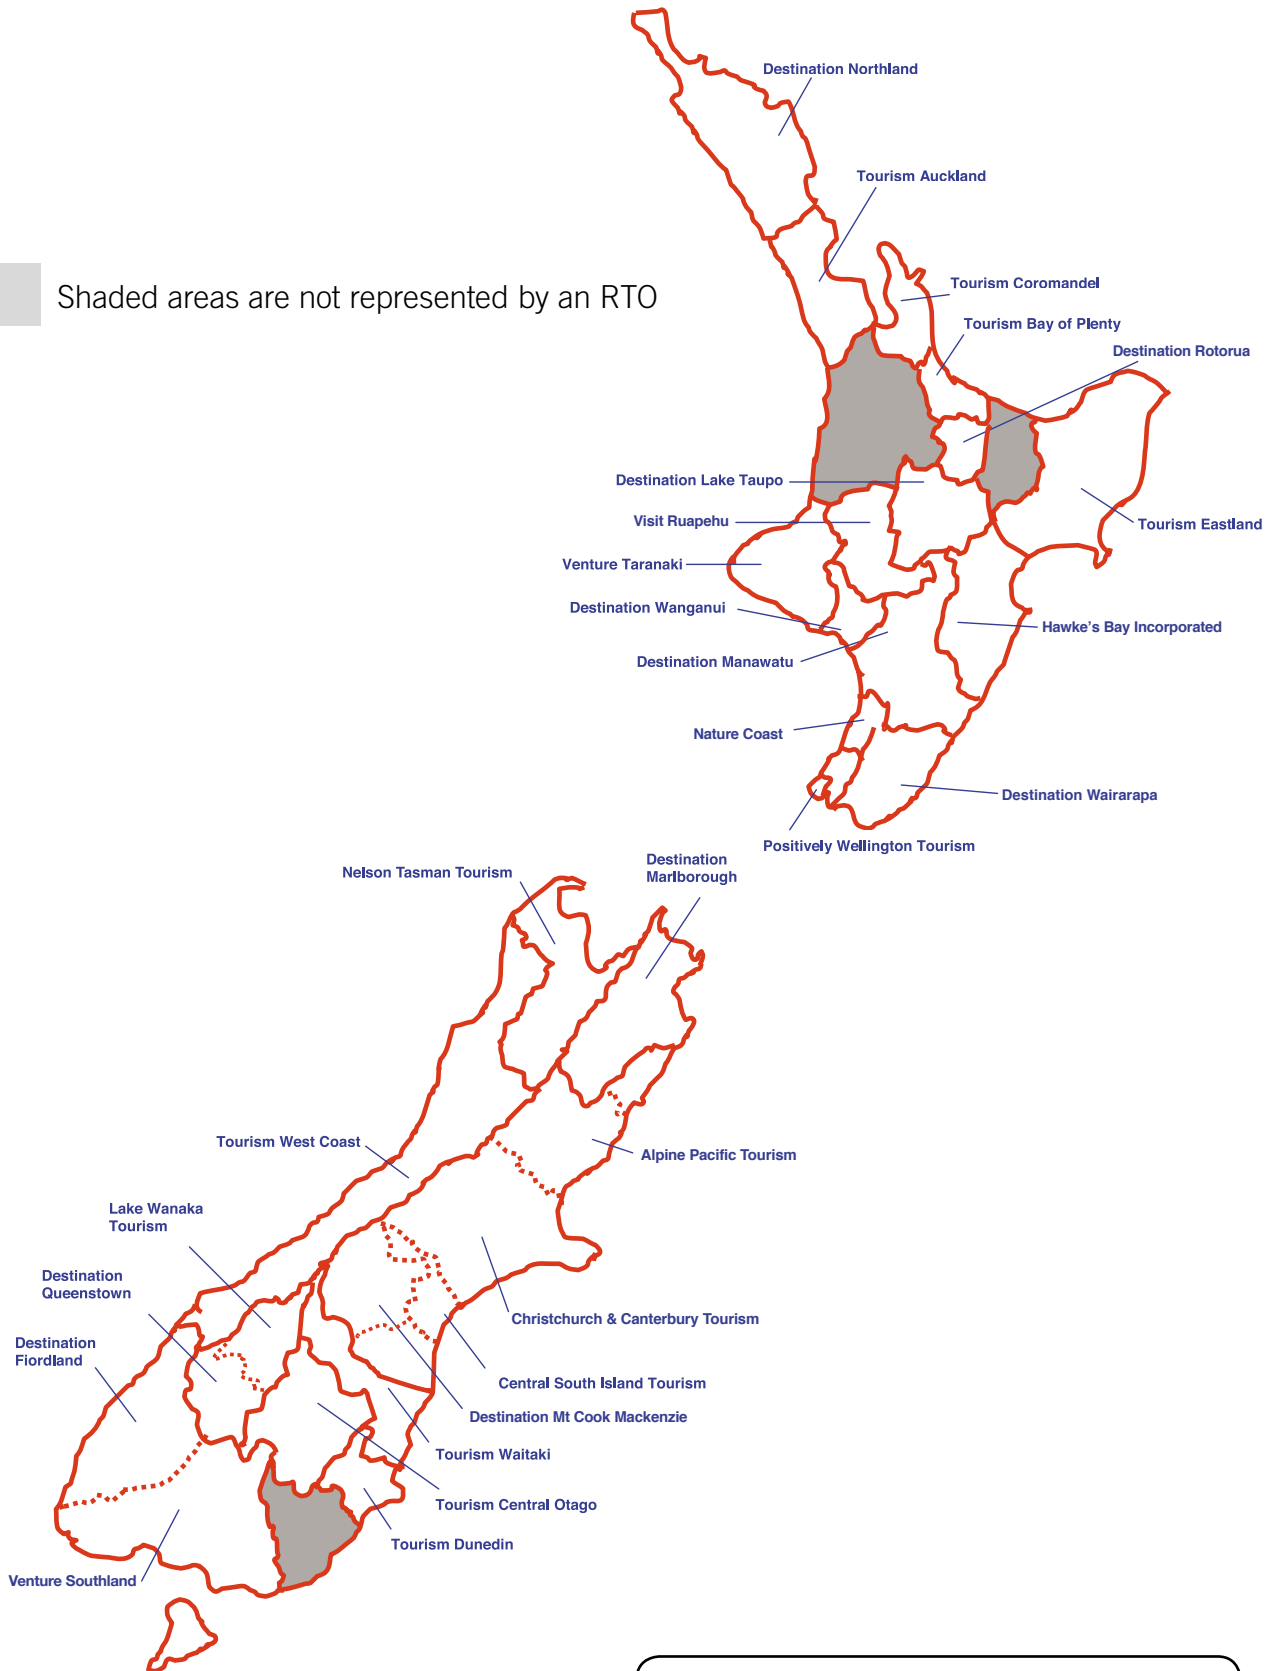 Destination Northland
Tourism Auckland
Shaded areas are not represented by an RTO
Tourism Coromandel
Tourism Bay of Plenty
Destination Rotorua
Destination Lake Taupo
Visit Ruapehu
Tourism Eastland
Venture Taranaki
Destination Wanganui
Hawke's Bay Incorporated
Destination Manawatu
Nature Coast
Destination Wairarapa
Positively Wellington Tourism
Destination
Marlborough
Nelson Tasman Tourism
Tourism West Coast
Alpine Pacific Tourism
Lake Wanaka
Tourism
Destination
Queenstown
Christchurch & Canterbury Tourism
Destination
Fiordland
Central South Island Tourism
Destination Mt Cook Mackenzie
Tourism Waitaki
Tourism Central Otago
Tourism Dunedin
Venture Southland